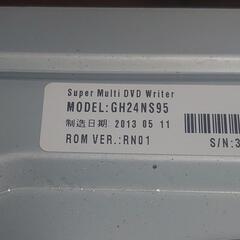 Super Multi DVD Writer
MODEL:GH24NS95
制造日期: 2013 05 11
ROM VER.:RN01
S/N:3